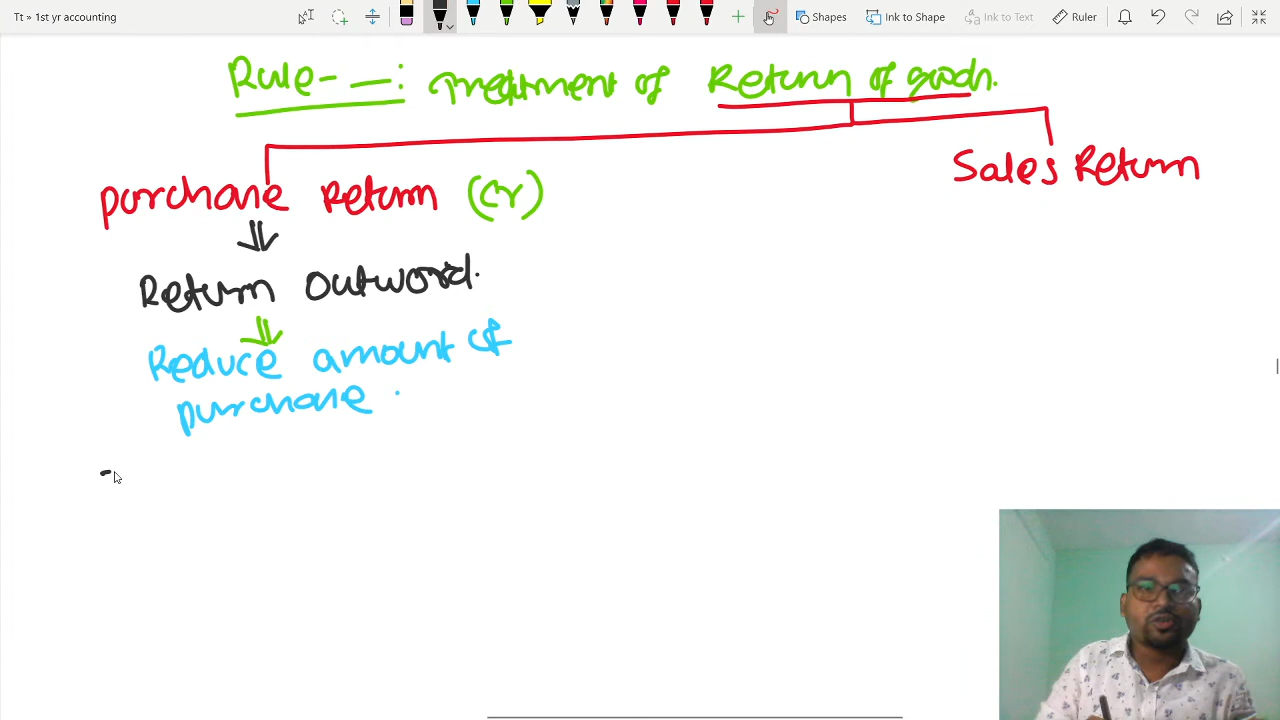 Tt » 1st yr accounting
Shapes
Ink to Shape
Ink to Text
Ruler
Rule- —: Treatment of Return of goods.
purchase Return (cr)
Sales Return
Return Outword.
Reduce amount of
purchase.